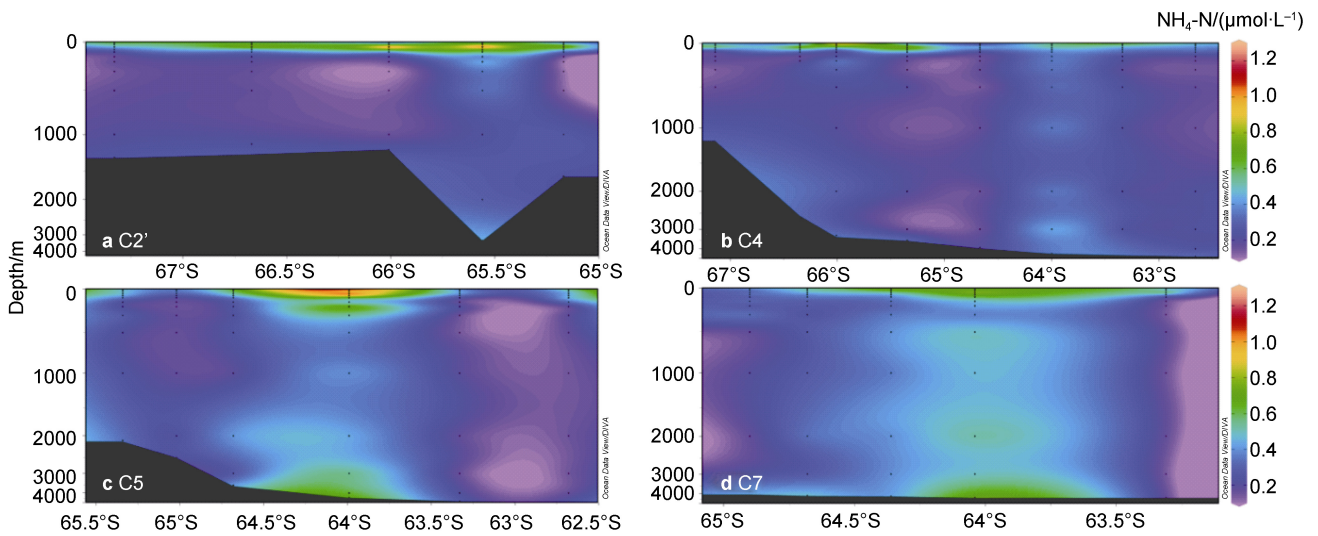 NH₄-N/(μmol·L⁻¹)
Depth/m
0
1000
2000
3000
4000
a C2’
Ocean Data View/DIVA
67°S 66.5°S 66°S 65.5°S 65°S
0
1000
2000
3000
4000
b C4
Ocean Data View/DIVA
67°S 66°S 65°S 64°S 63°S
1.2
1.0
0.8
0.6
0.4
0.2
0
1000
2000
3000
4000
c C5
Ocean Data View/DIVA
65.5°S 65°S 64.5°S 64°S 63.5°S 63°S 62.5°S
0
1000
2000
3000
4000
d C7
Ocean Data View/DIVA
65°S 64.5°S 64°S 63.5°S
1.2
1.0
0.8
0.6
0.4
0.2